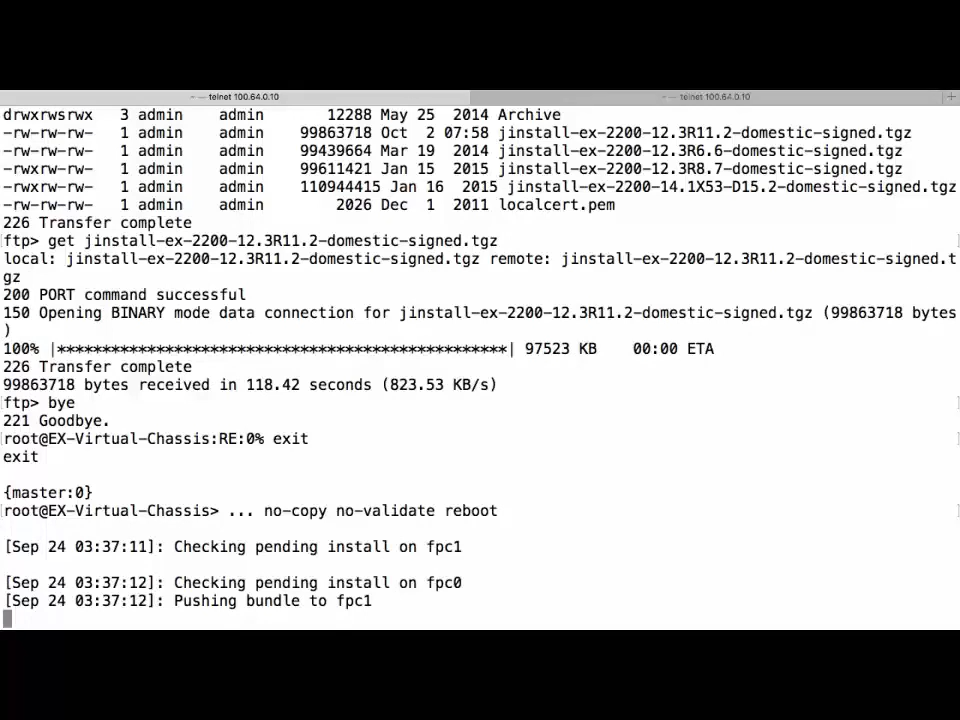 ~ — telnet 100.64.0.10 ~ — telnet 100.64.0.10 +
drwxrwsrwx 3 admin admin 12288 May 25 2014 Archive
-rw-rw-rw- 1 admin admin 99863718 Oct 2 07:58 jinstall-ex-2200-12.3R11.2-domestic-signed.tgz
-rw-rw-rw- 1 admin admin 99439664 Mar 19 2014 jinstall-ex-2200-12.3R6.6-domestic-signed.tgz
-rwxrw-rw- 1 admin admin 99611421 Jan 15 2015 jinstall-ex-2200-12.3R8.7-domestic-signed.tgz
-rwxrw-rw- 1 admin admin 110944415 Jan 16 2015 jinstall-ex-2200-14.1X53-D15.2-domestic-signed.tgz
-rw-rw-rw- 1 admin admin 2026 Dec 1 2011 localcert.pem
226 Transfer complete
ftp> get jinstall-ex-2200-12.3R11.2-domestic-signed.tgz
local: jinstall-ex-2200-12.3R11.2-domestic-signed.tgz remote: jinstall-ex-2200-12.3R11.2-domestic-signed.t
gz
200 PORT command successful
150 Opening BINARY mode data connection for jinstall-ex-2200-12.3R11.2-domestic-signed.tgz (99863718 bytes
)
100% |**************************************************| 97523 KB 00:00 ETA
226 Transfer complete
99863718 bytes received in 118.42 seconds (823.53 KB/s)
ftp> bye
221 Goodbye.
root@EX-Virtual-Chassis:RE:0% exit
exit
{master:0}
root@EX-Virtual-Chassis> ... no-copy no-validate reboot
[Sep 24 03:37:11]: Checking pending install on fpc1
[Sep 24 03:37:12]: Checking pending install on fpc0
[Sep 24 03:37:12]: Pushing bundle to fpc1